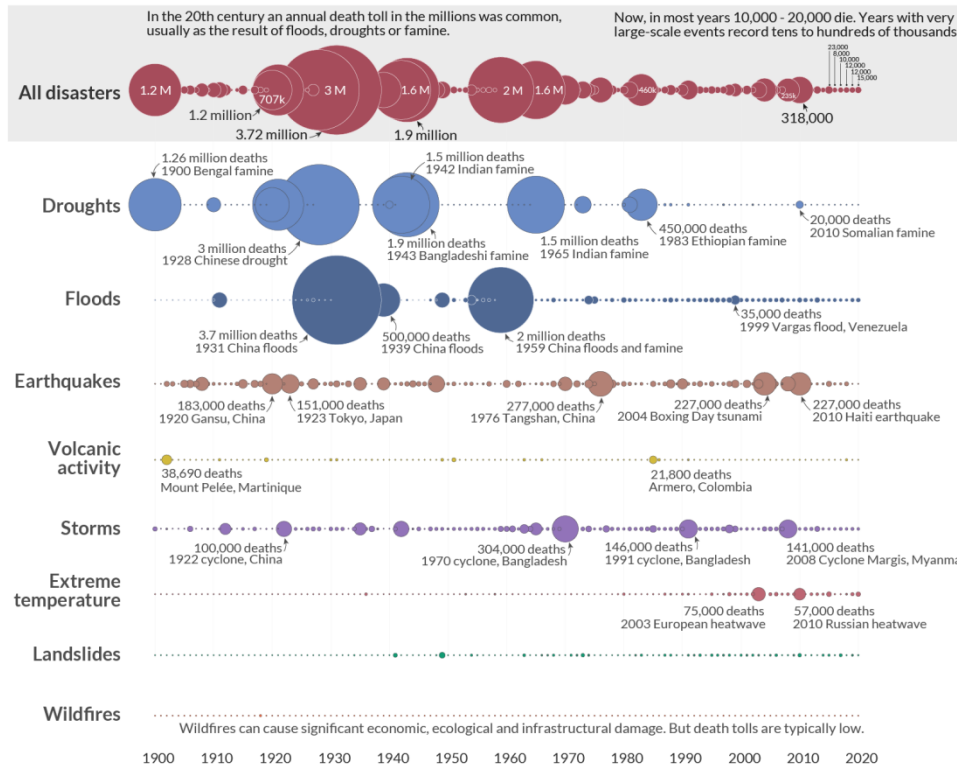 In the 20th century an annual death toll in the millions was common,
usually as the result of floods, droughts or famine.
Now, in most years 10,000 - 20,000 die. Years with very
large-scale events record tens to hundreds of thousands
23,000
8,000
10,000
12,000
12,000
15,000
All disasters
1.2 M
707k
3 M
1.6 M
2 M
1.6 M
460k
235k
1.2 million
3.72 million
1.9 million
318,000
1.26 million deaths
1900 Bengal famine
1.5 million deaths
1942 Indian famine
Droughts
3 million deaths
1928 Chinese drought
1.9 million deaths
1943 Bangladeshi famine
1.5 million deaths
1965 Indian famine
450,000 deaths
1983 Ethiopian famine
20,000 deaths
2010 Somalian famine
Floods
3.7 million deaths
1931 China floods
500,000 deaths
1939 China floods
2 million deaths
1959 China floods and famine
35,000 deaths
1999 Vargas flood, Venezuela
Earthquakes
183,000 deaths
1920 Gansu, China
151,000 deaths
1923 Tokyo, Japan
277,000 deaths
1976 Tangshan, China
227,000 deaths
2004 Boxing Day tsunami
227,000 deaths
2010 Haiti earthquake
Volcanic
activity
38,690 deaths
Mount Pelée, Martinique
21,800 deaths
Armero, Colombia
Storms
100,000 deaths
1922 cyclone, China
304,000 deaths
1970 cyclone, Bangladesh
146,000 deaths
1991 cyclone, Bangladesh
141,000 deaths
2008 Cyclone Margis, Myanma
Extreme
temperature
75,000 deaths
2003 European heatwave
57,000 deaths
2010 Russian heatwave
Landslides
Wildfires
Wildfires can cause significant economic, ecological and infrastructural damage. But death tolls are typically low.
1900 1910 1920 1930 1940 1950 1960 1970 1980 1990 2000 2010 2020